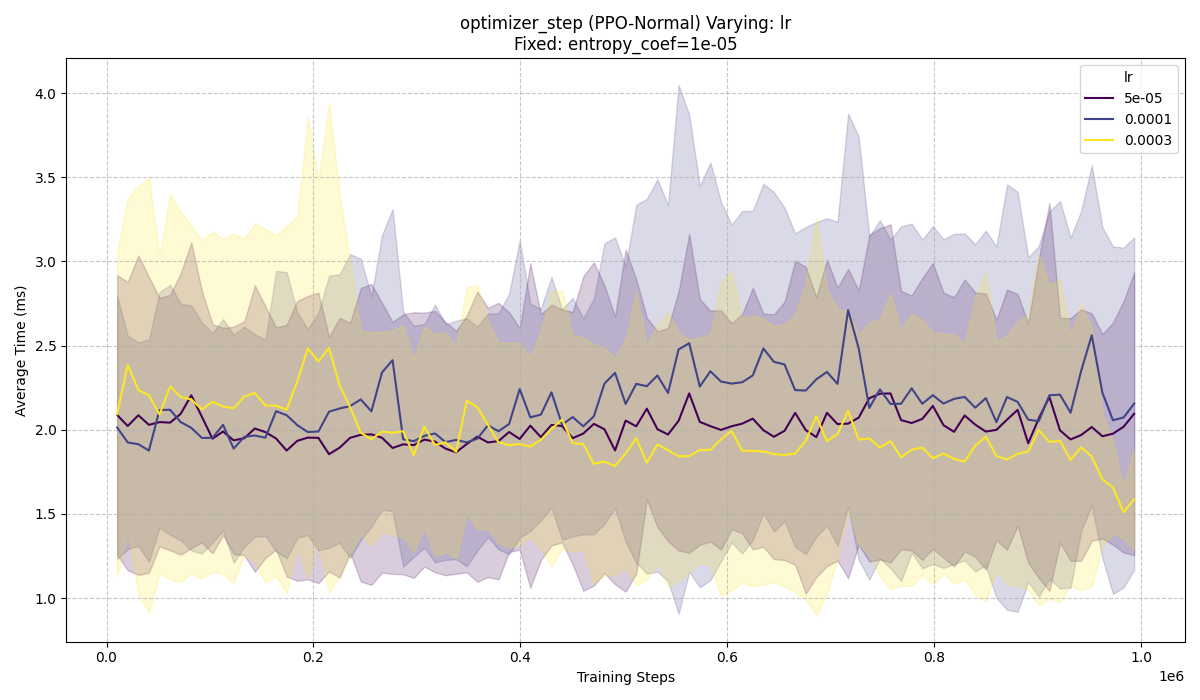 optimizer_step (PPO-Normal) Varying: lr
Fixed: entropy_coef=1e-05
lr
5e-05
0.0001
0.0003
Average Time (ms)
4.0
3.5
3.0
2.5
2.0
1.5
1.0
0.0
0.2
0.4
0.6
0.8
1.0
1e6
Training Steps